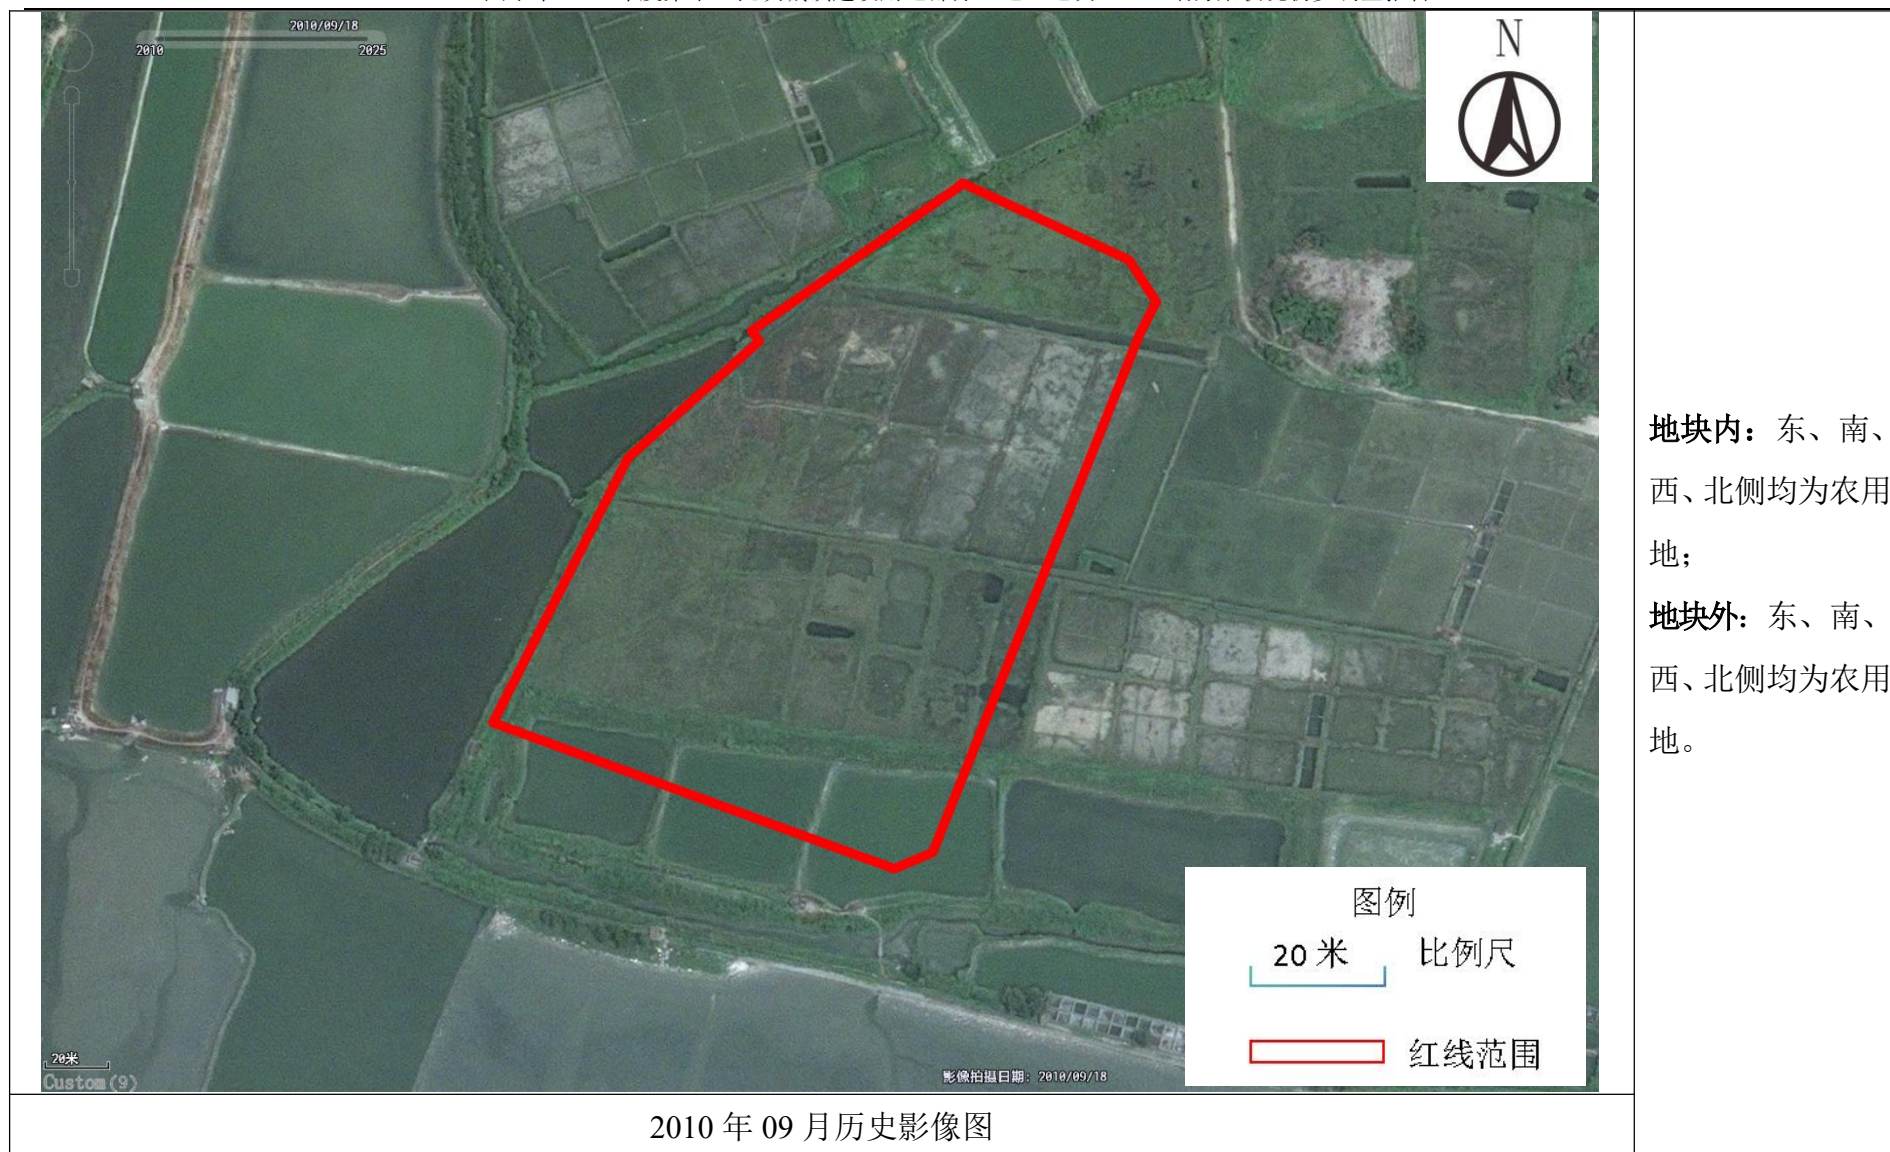 2010/09/18
2010
2025
N
地块内：东、南、
西、北侧均为农用
地；
地块外：东、南、
西、北侧均为农用
地。
图例
20 米
比例尺
红线范围
20米
Custom(9)
影像拍摄日期: 2010/09/18
2010 年 09 月历史影像图